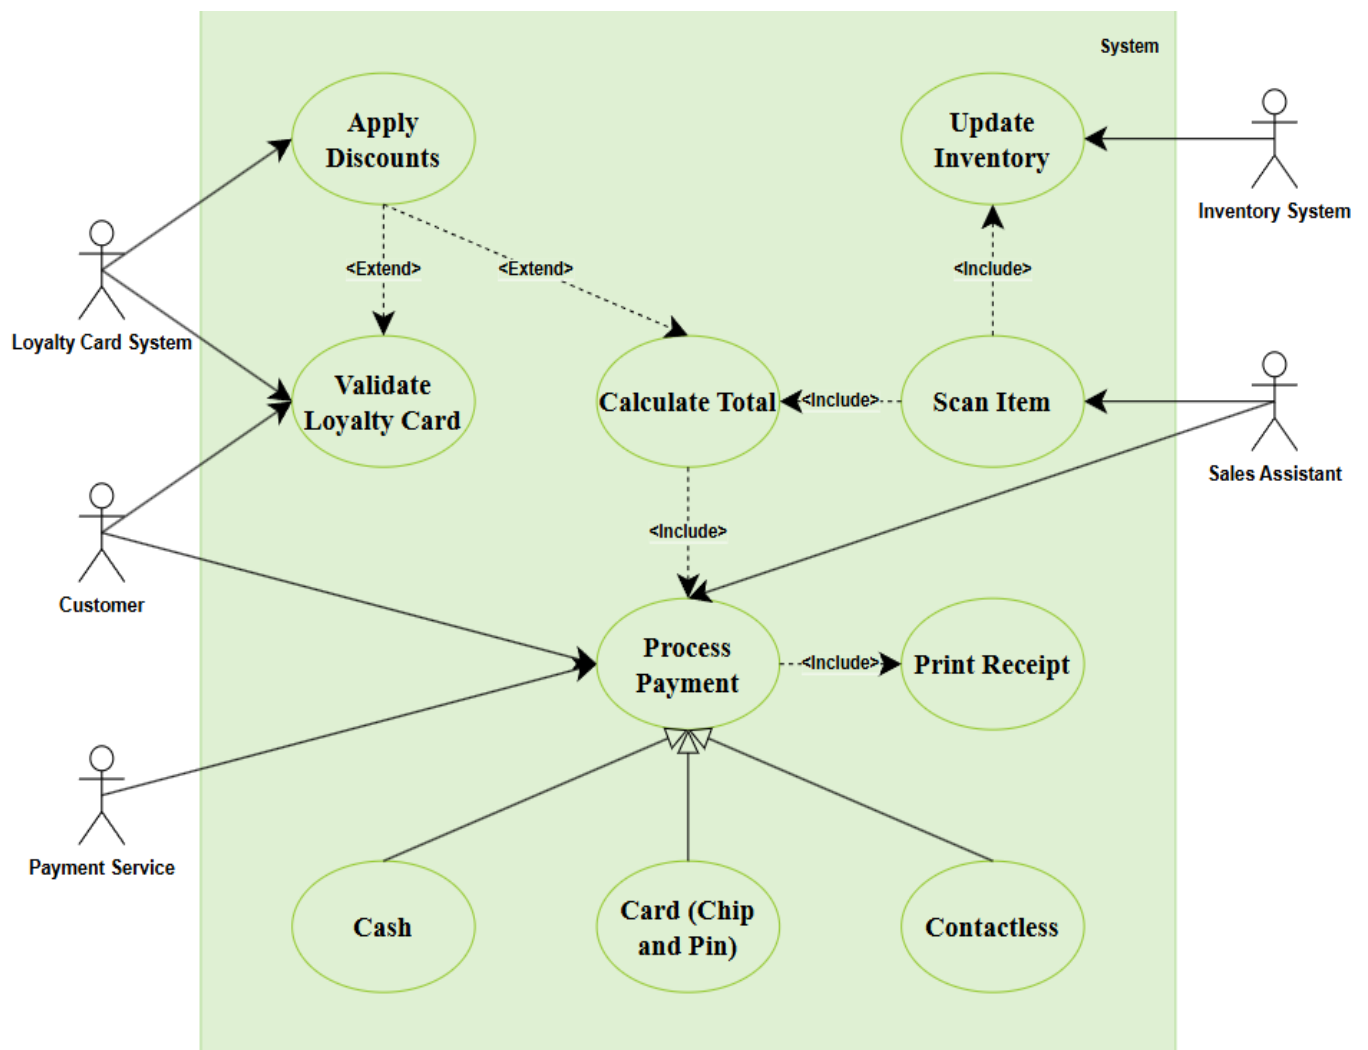 System
Apply
Discounts
Update
Inventory
Inventory System
<Extend>
<Extend>
<Include>
Loyalty Card System
Validate
Loyalty Card
Calculate Total
<Include>
Scan Item
Sales Assistant
<Include>
Customer
Process
Payment
<Include>
Print Receipt
Payment Service
Cash
Card (Chip
and Pin)
Contactless